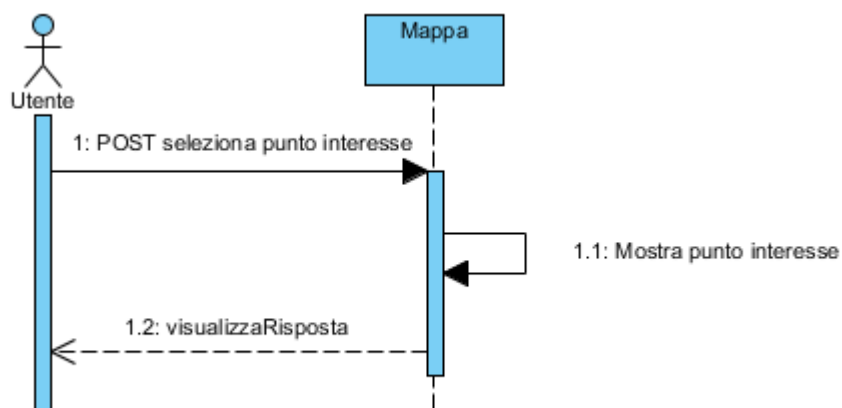 Mappa
Utente
1: POST seleziona punto interesse
1.1: Mostra punto interesse
1.2: visualizzaRisposta